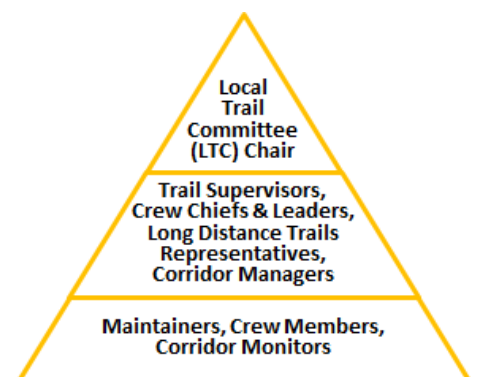 Local
Trail
Committee
(LTC) Chair
Trail Supervisors,
Crew Chiefs & Leaders,
Long Distance Trails
Representatives,
Corridor Managers
Maintainers, Crew Members,
Corridor Monitors